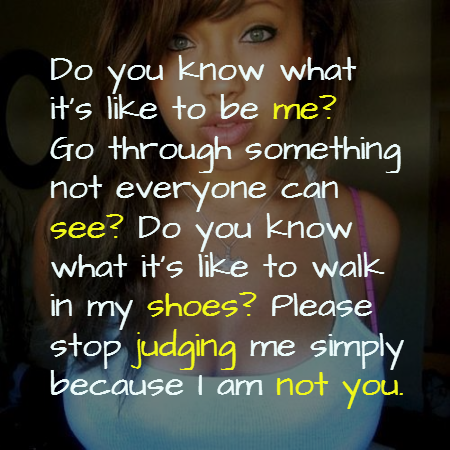 Do you know what
it's like to be me?
Go through something
not everyone can
see? Do you know
what it's like to walk
in my shoes? Please
stop judging me simply
because I am not you.